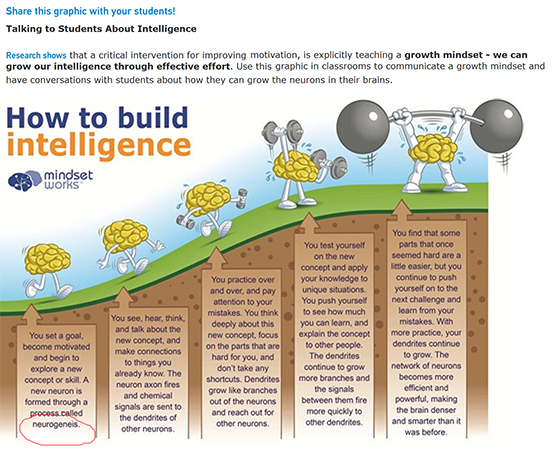 Share this graphic with your students!
Talking to Students About Intelligence
Research shows that a critical intervention for improving motivation, is explicitly teaching a growth mindset - we can
grow our intelligence through effective effort. Use this graphic in classrooms to communicate a growth mindset and
have conversations with students about how they can grow the neurons in their brains.
How to build
intelligence
mindset
works
You set a goal,
become motivated
and begin to
explore a new
concept or skill. A
new neuron is
formed through a
process called
neurogeneis.
You see, hear, think,
and talk about the
new concept, and
make connections
to things you
already know. The
neuron axon fires
and chemical
signals are sent to
the dendrites of
other neurons.
You practice over
and over, and pay
attention to your
mistakes. You think
deeply about this
new concept, focus
on the parts that
are hard for you, and
don't take any
shortcuts. Dendrites
grow like branches
out of the neurons
and reach out for
other neurons.
You test yourself
on the new
concept and apply
your knowledge to
unique situations.
You push yourself
to see how much
you can learn, and
explain the concept
to other people.
The dendrites
continue to grow
more branches and
the signals
between them fire
more quickly to
other dendrites.
You find that some
parts that once
seemed hard are a
little easier, but you
continue to push
yourself on to the
next challenge and
learn from your
mistakes. With
more practice, your
dendrites continue
to grow. The
network of neurons
becomes more
efficient and
powerful, making
the brain denser
and smarter than it
was before.